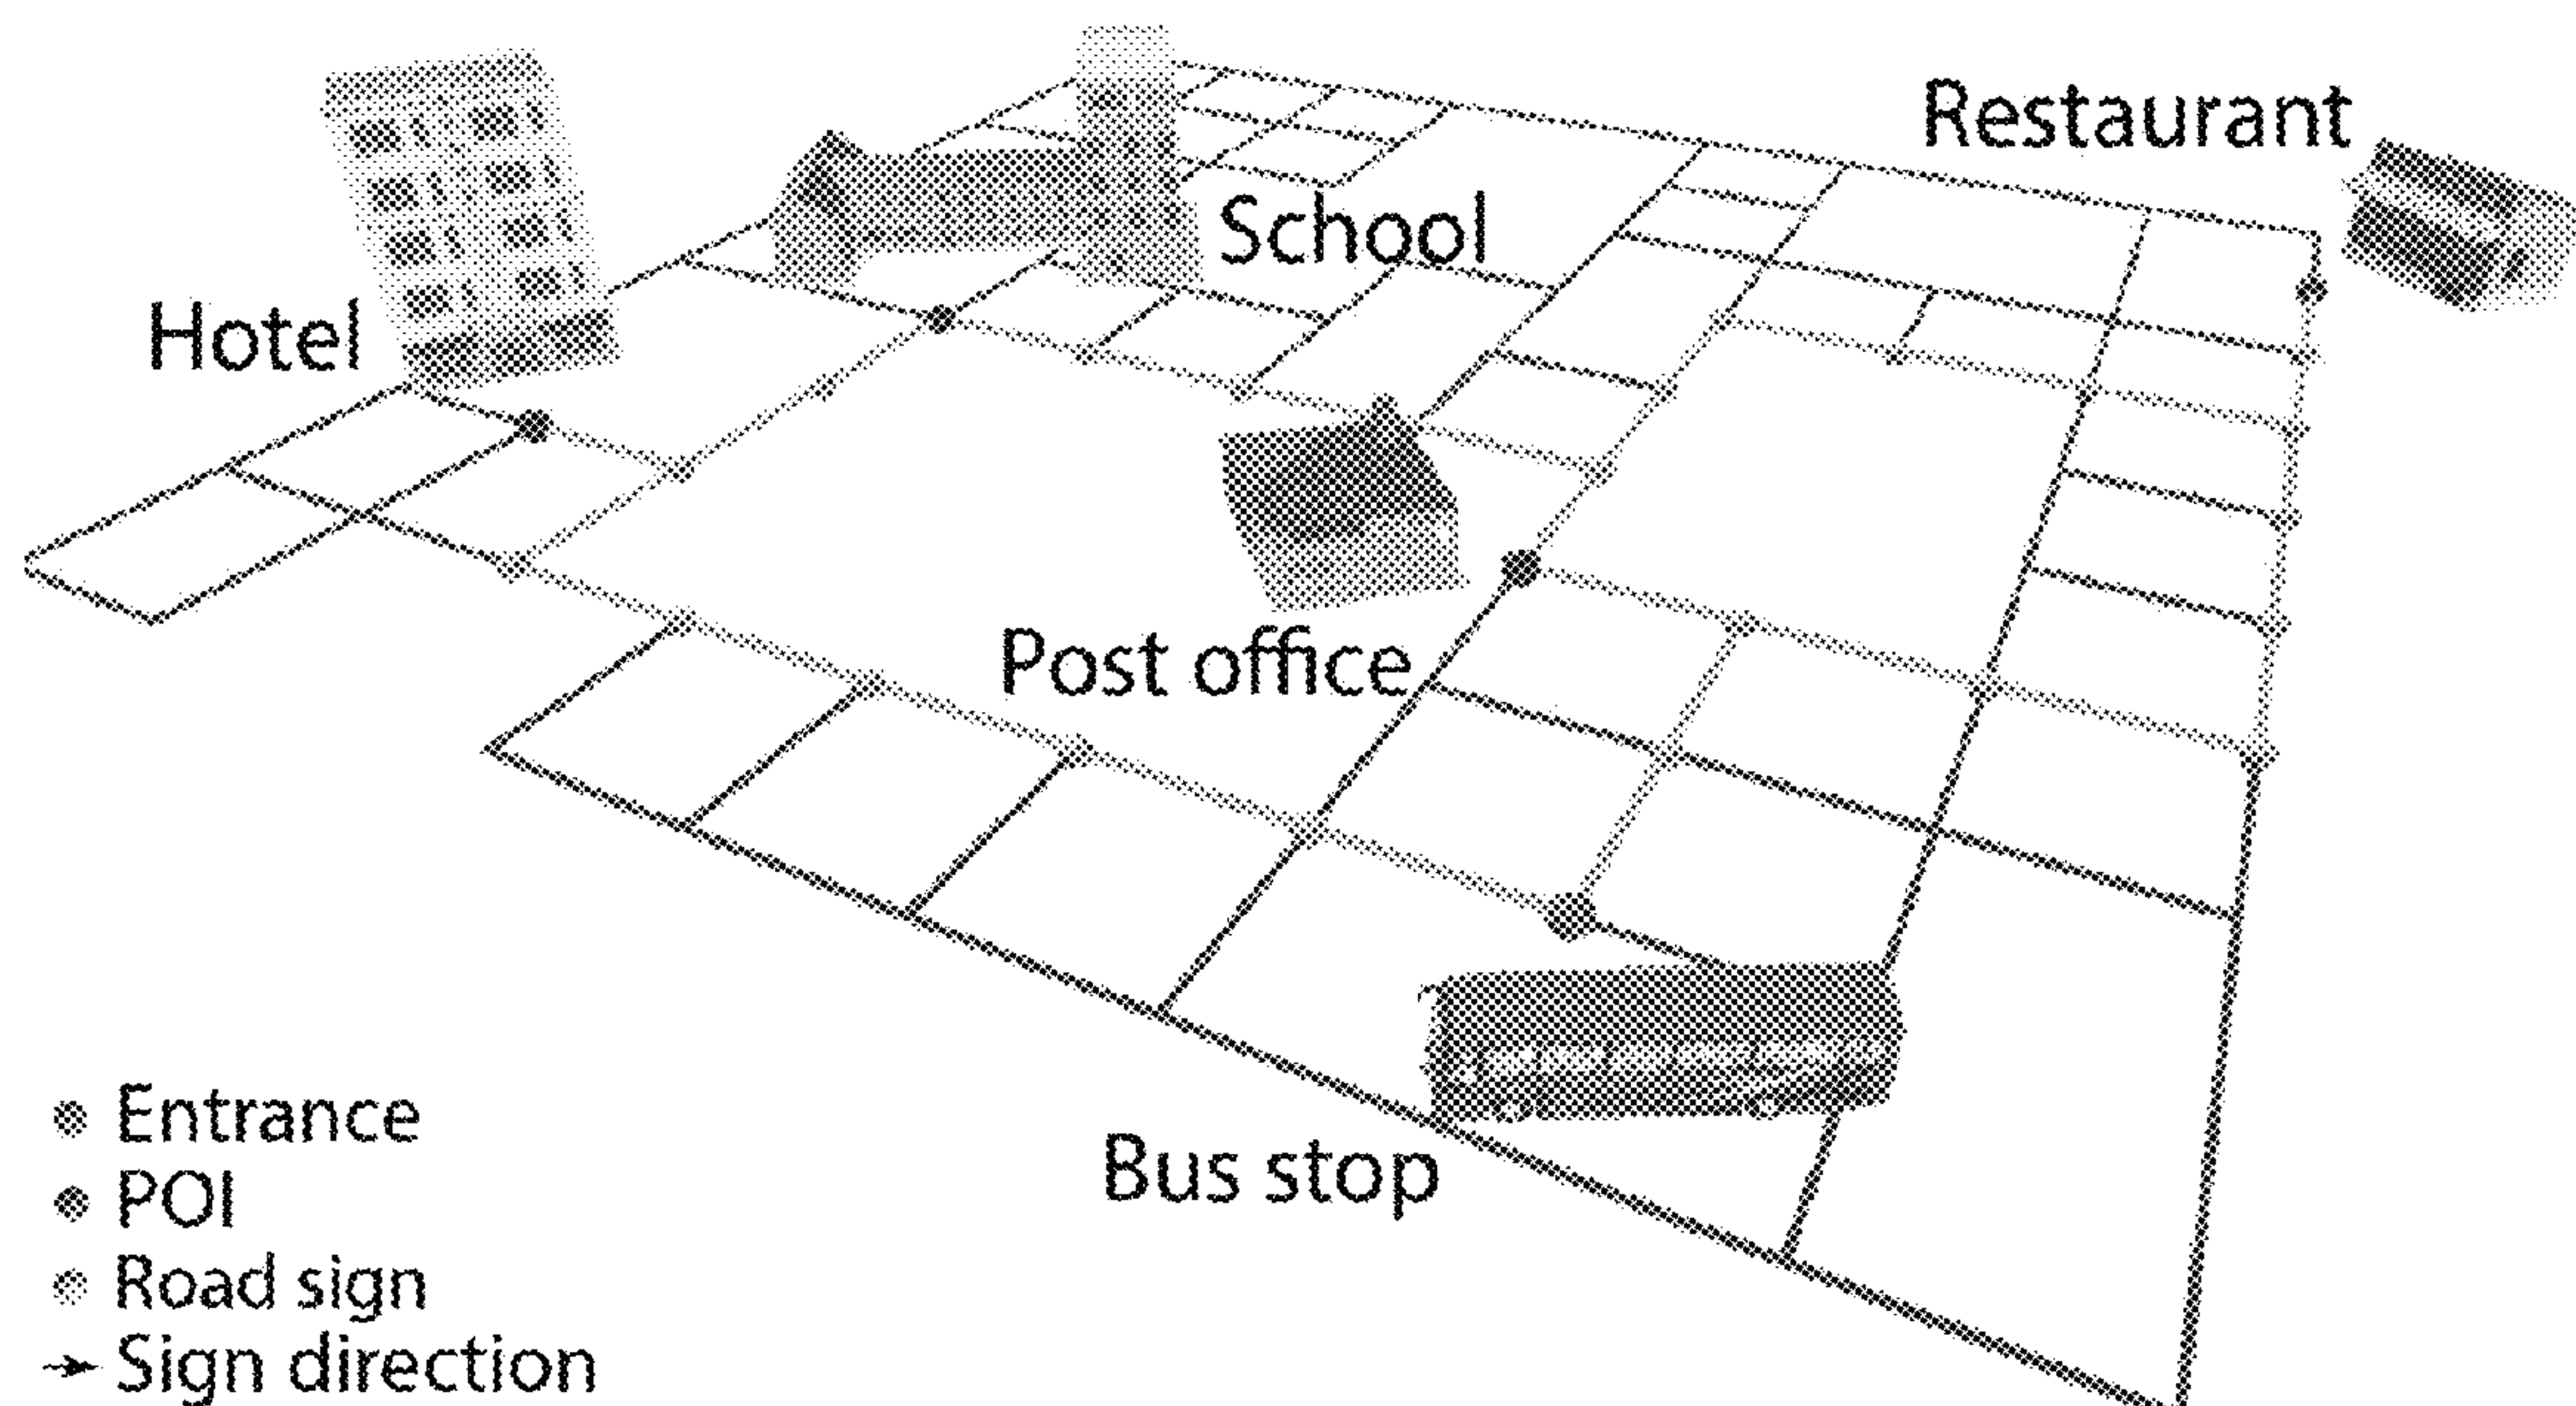 Restaurant
School
Hotel
Post office
Bus stop
Entrance
POI
Road sign
Sign direction